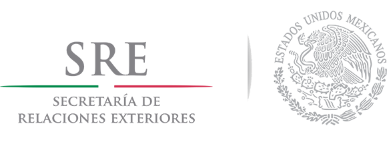 SRE
SECRETARÍA DE
RELACIONES EXTERIORES
ESTADOS UNIDOS MEXICANOS